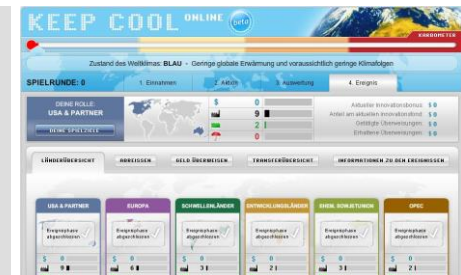 KEEP COOL ONLINE beta
KARBOMETER
Zustand des Weltklimas: BLAU - Geringe globale Erwärmung und voraussichtlich geringe Klimafolgen
SPIELRUNDE: 0 1. Einnahmen 2. Aktion 3. Auswertung 4. Ereignis
DEINE ROLLE:
USA & PARTNER
DEINE SPIELZIELE
$ 0
9
2
0
Aktueller Innovationsbonus: $ 0
Anteil am aktuellen Innovationsfond: $ 0
Getätigte Überweisungen: $ 0
Erhaltene Überweisungen: $ 0
LÄNDERÜBERSICHT ABREISSEN GELD ÜBERWEISEN TRANSFERÜBERSICHT INFORMATIONEN ZU DEN EREIGNISSEN
USA & PARTNER EUROPA SCHWELLENLÄNDER ENTWICKLUNGSLÄNDER EHEM. SOWJETUNION OPEC
Ereignisphase abgeschlossen Ereignisphase abgeschlossen Ereignisphase abgeschlossen Ereignisphase abgeschlossen Ereignisphase abgeschlossen Ereignisphase abgeschlossen
$ 0 $ 0 $ 0 $ 0 $ 0 $ 0
9 6 3 2 3 2